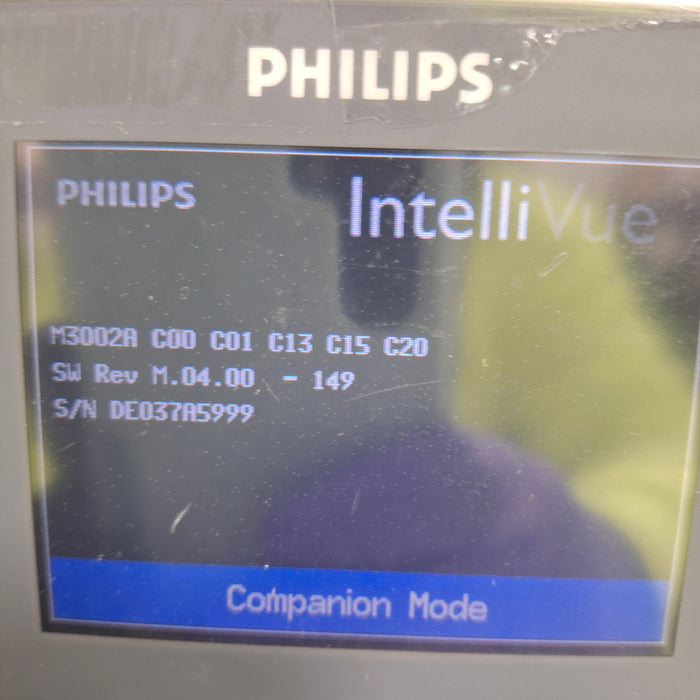 PHILIPS
PHILIPS
IntelliVue
M3002A C00 C01 C13 C15 C20
SW Rev M.04.00 - 149
S/N DE037A5999
Companion Mode